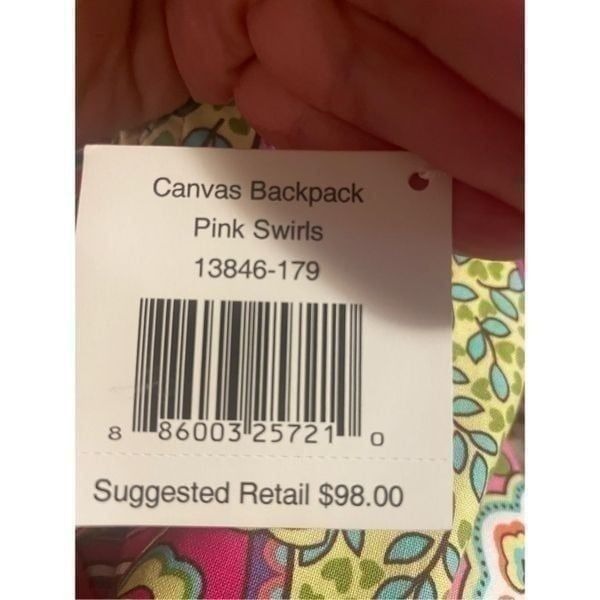 Canvas Backpack
Pink Swirls
13846-179
8 86003 25721 0
Suggested Retail $98.00